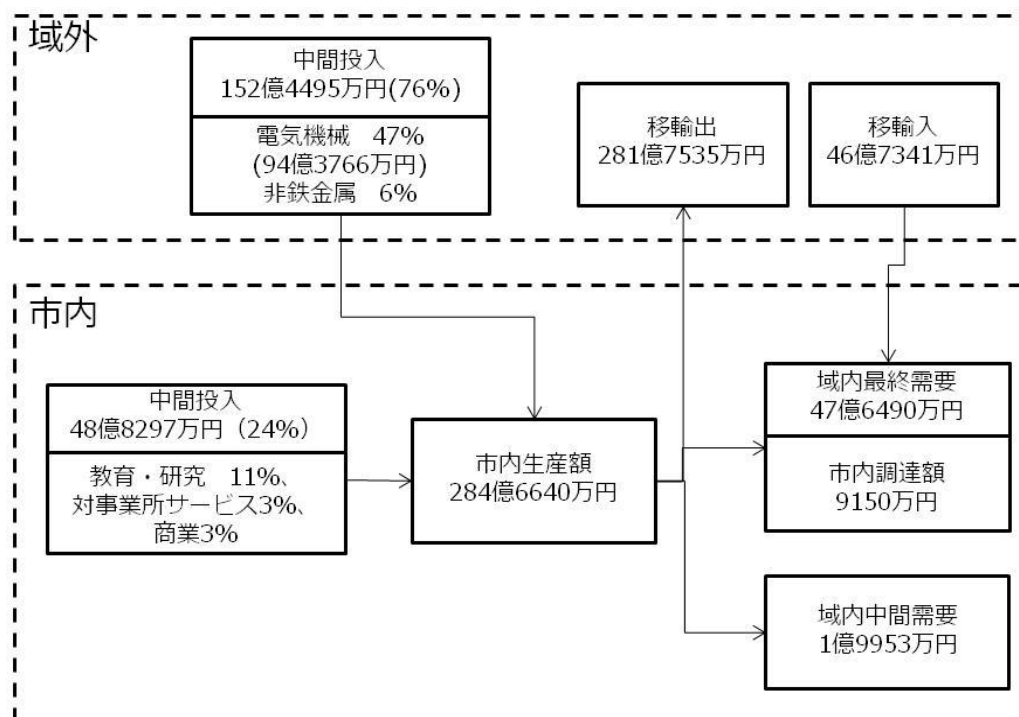 域外
中間投入
152億4495万円(76%)
電気機械 47%
(94億3766万円)
非鉄金属 6%
移輸出
281億7535万円
移輸入
46億7341万円
市内
中間投入
48億8297万円（24%）
教育・研究 11%、
対事業所サービス3%、
商業3%
市内生産額
284億6640万円
域内最終需要
47億6490万円
市内調達額
9150万円
域内中間需要
1億9953万円